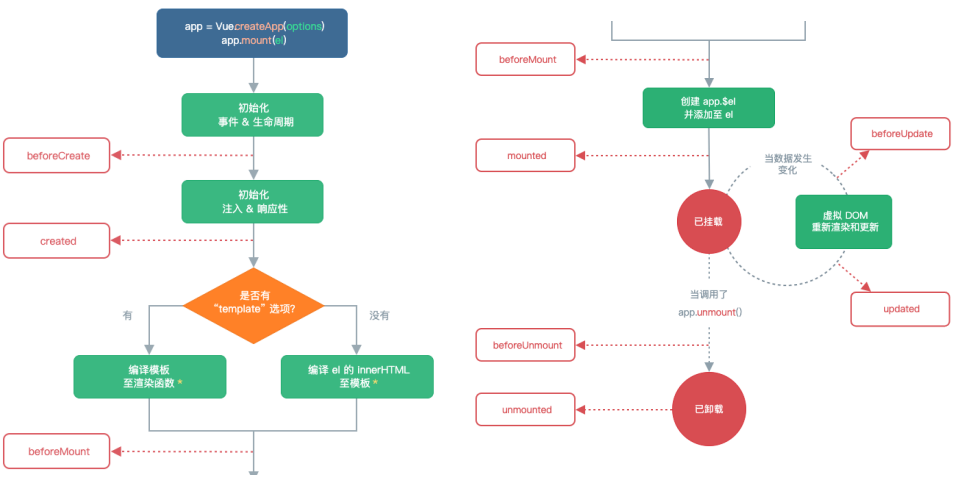 app = Vue.createApp(options)
app.mount(el)
初始化
事件 & 生命周期
beforeCreate
初始化
注入 & 响应性
created
是否有
“template” 选项?
有
没有
编译模板
至渲染函数 *
编译 el 的 innerHTML
至模板 *
beforeMount
beforeMount
创建 app.$el
并添加至 el
mounted
已挂载
当数据发生
变化
beforeUpdate
虚拟 DOM
重新渲染和更新
updated
当调用了
app.unmount()
beforeUnmount
unmounted
已卸载